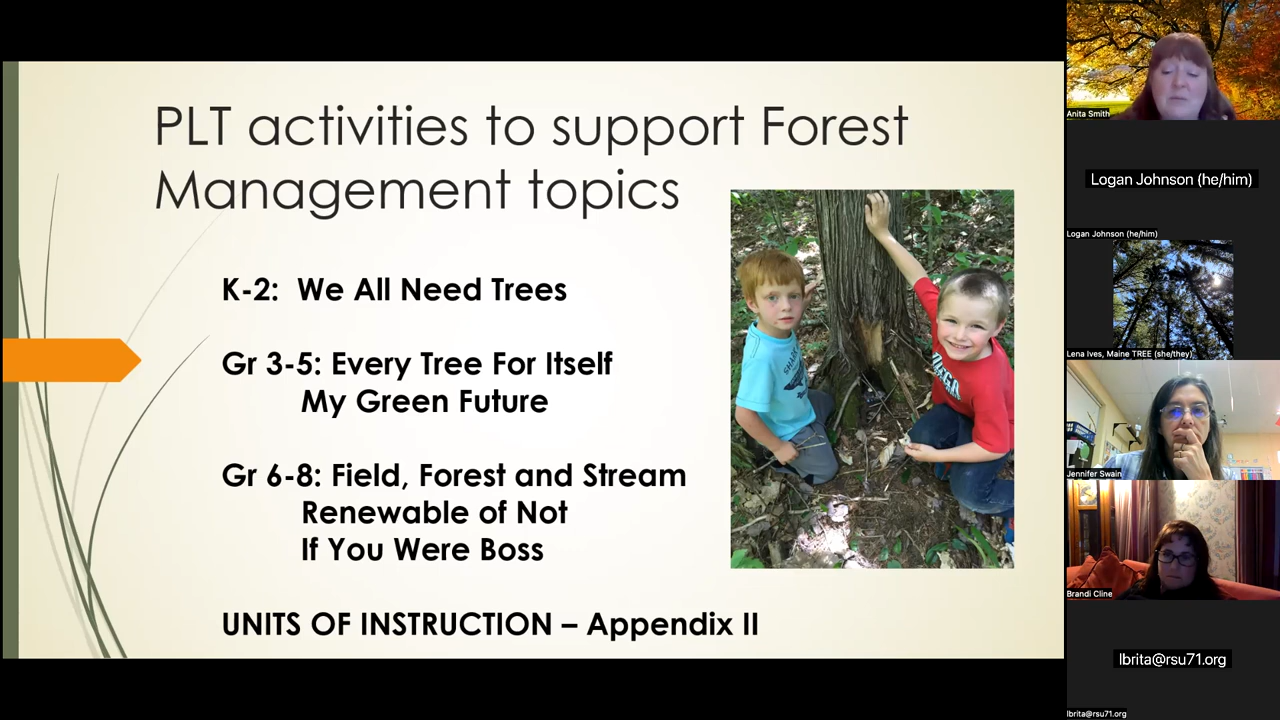 PLT activities to support Forest
Management topics
K-2: We All Need Trees
Gr 3-5: Every Tree For Itself
My Green Future
Gr 6-8: Field, Forest and Stream
Renewable of Not
If You Were Boss
UNITS OF INSTRUCTION – Appendix II
Anita Smith
Logan Johnson (he/him)
Logan Johnson (he/him)
Lena Ives, Maine TREE (she/they)
Jennifer Swain
Brandi Cline
lbrita@rsu71.org
lbrita@rsu71.org